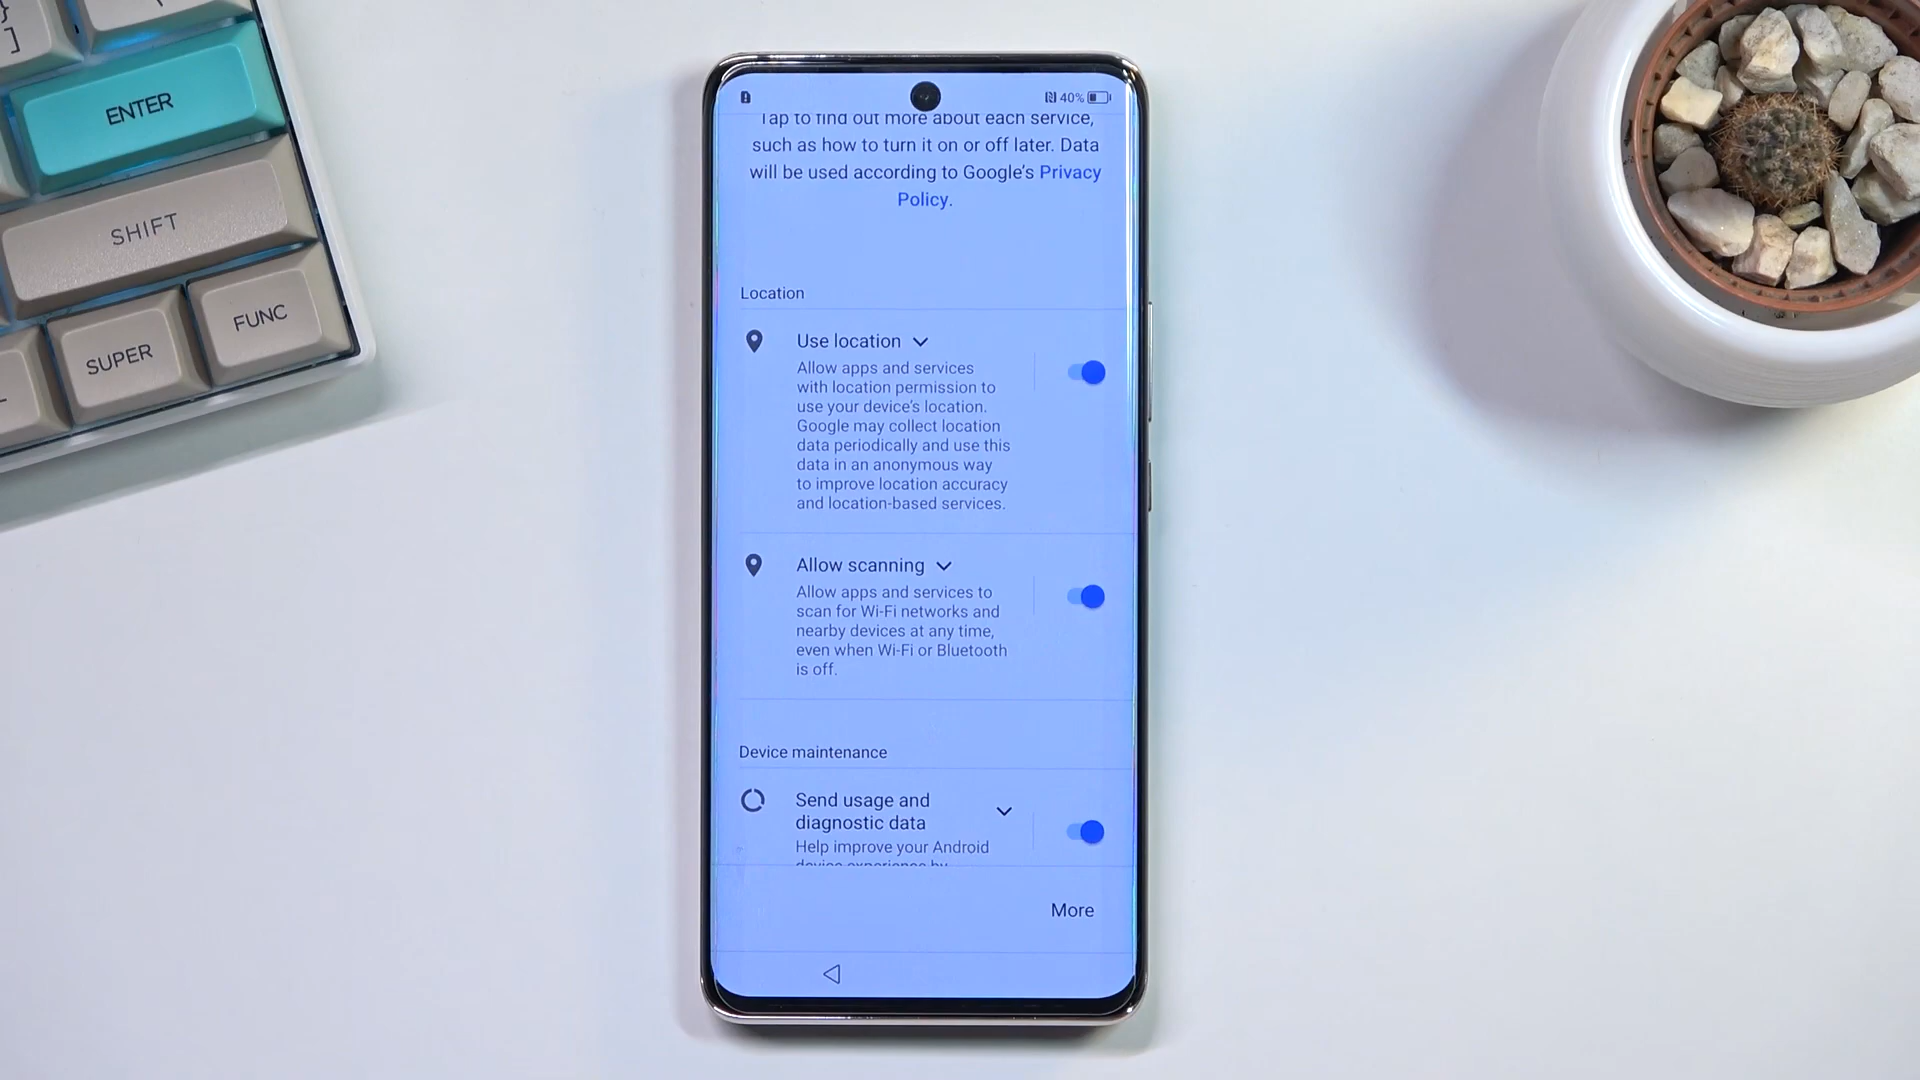 }
]
ENTER
SHIFT
FUNC
SUPER
40%
Tap to find out more about each service,
such as how to turn it on or off later. Data
will be used according to Google's Privacy
Policy.
Location
Use location
Allow apps and services
with location permission to
use your device's location.
Google may collect location
data periodically and use this
data in an anonymous way
to improve location accuracy
and location-based services.
Allow scanning
Allow apps and services to
scan for Wi-Fi networks and
nearby devices at any time,
even when Wi-Fi or Bluetooth
is off.
Device maintenance
Send usage and
diagnostic data
Help improve your Android
device experience by
More